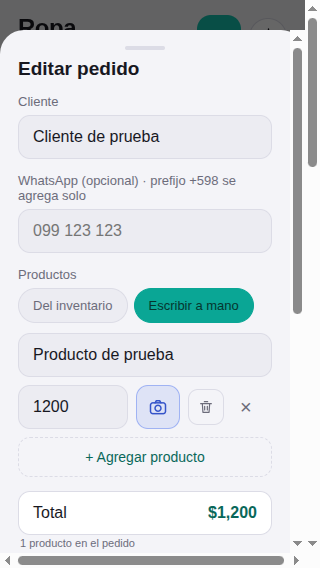 Ropa
Editar pedido
Cliente
Cliente de prueba
WhatsApp (opcional) · prefijo +598 se
agrega solo
099 123 123
Productos
Del inventario
Escribir a mano
Producto de prueba
1200
+ Agregar producto
Total
$1,200
1 producto en el pedido